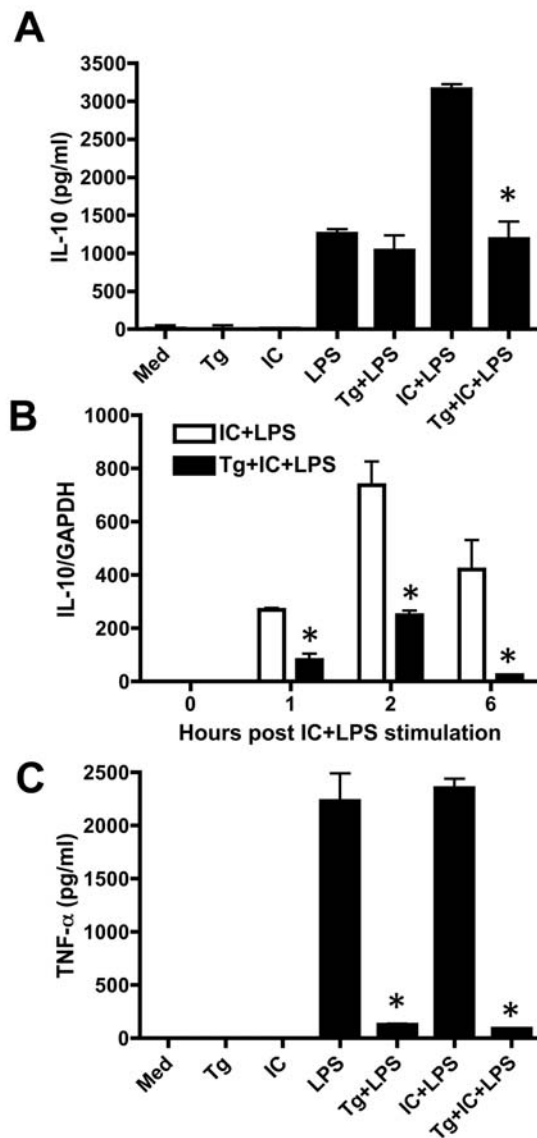 A
IL-10 (pg/ml)
3500
3000
2500
2000
1500
1000
500
0
*
Med
Tg
IC
LPS
Tg+LPS
IC+LPS
Tg+IC+LPS
B
IL-10/GAPDH
1000
800
600
400
200
0
IC+LPS
Tg+IC+LPS
*
*
*
0 1 2 6
Hours post IC+LPS stimulation
C
TNF-α (pg/ml)
2500
2000
1500
1000
500
0
*
*
Med
Tg
IC
LPS
Tg+LPS
IC+LPS
Tg+IC+LPS